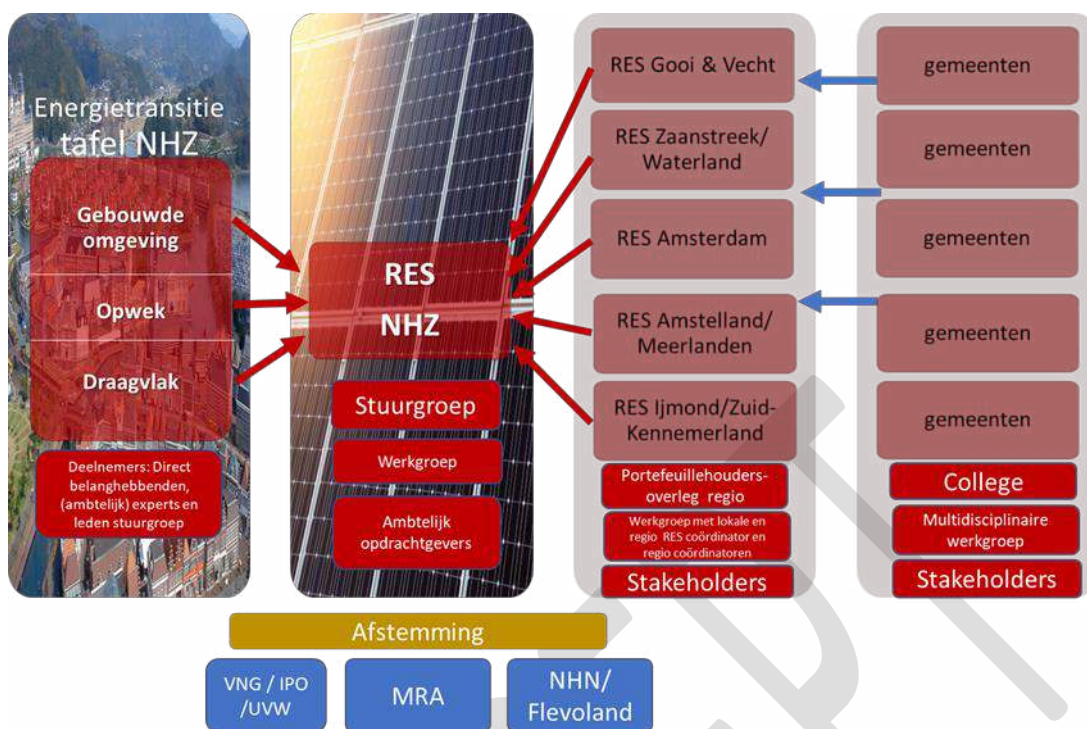 Energietransitie
tafel NHZ
Gebouwde
omgeving
Opwek
Draagvlak
Deelnemers: Direct
belanghebbenden,
(ambtelijk) experts en
leden stuurgroep
RES
NHZ
Stuurgroep
Werkgroep
Ambtelijk
opdrachtgevers
RES Gooi & Vecht
RES Zaanstreek/
Waterland
RES Amsterdam
RES Amstelland/
Meerlanden
RES Ijmond/Zuid-
Kennemerland
Portefeuillehouders-
overleg regio
Werkgroep met lokale en
regio RES coördinator en
regio coördinatoren
Stakeholders
gemeenten
gemeenten
gemeenten
gemeenten
gemeenten
College
Multidisciplinaire
werkgroep
Stakeholders
Afstemming
VNG / IPO
/UVW
MRA
NHN/
Flevoland